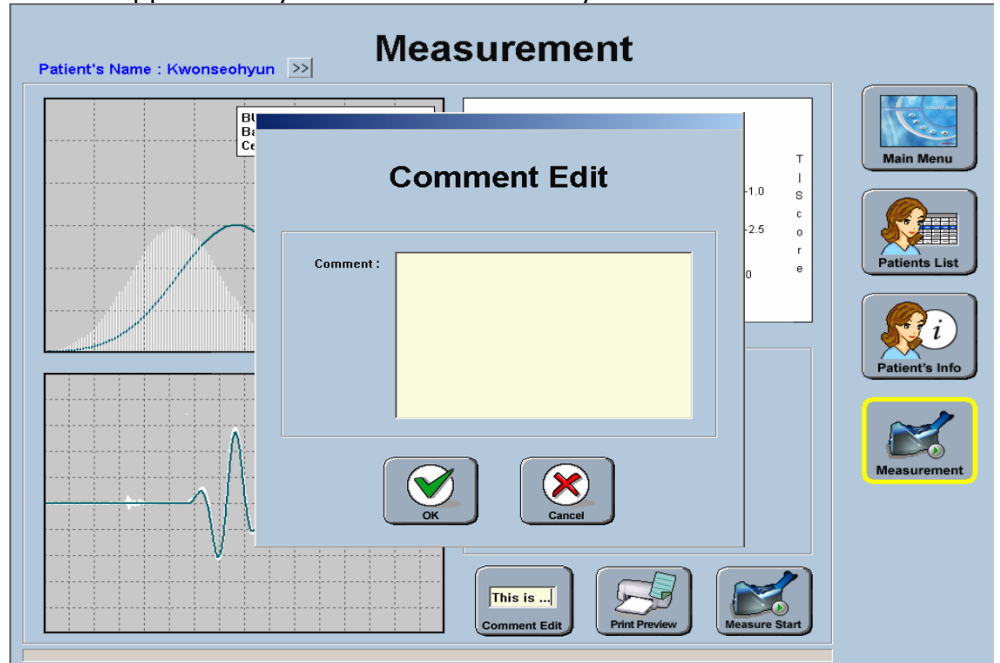 Measurement
Patient's Name : Kwonseohyun >>
Comment Edit
Comment :
OK
Cancel
-1.0
-2.5
T
I
S
c
o
r
e
This is ...
Comment Edit
Print Preview
Measure Start
Main Menu
Patients List
i
Patient's Info
Measurement